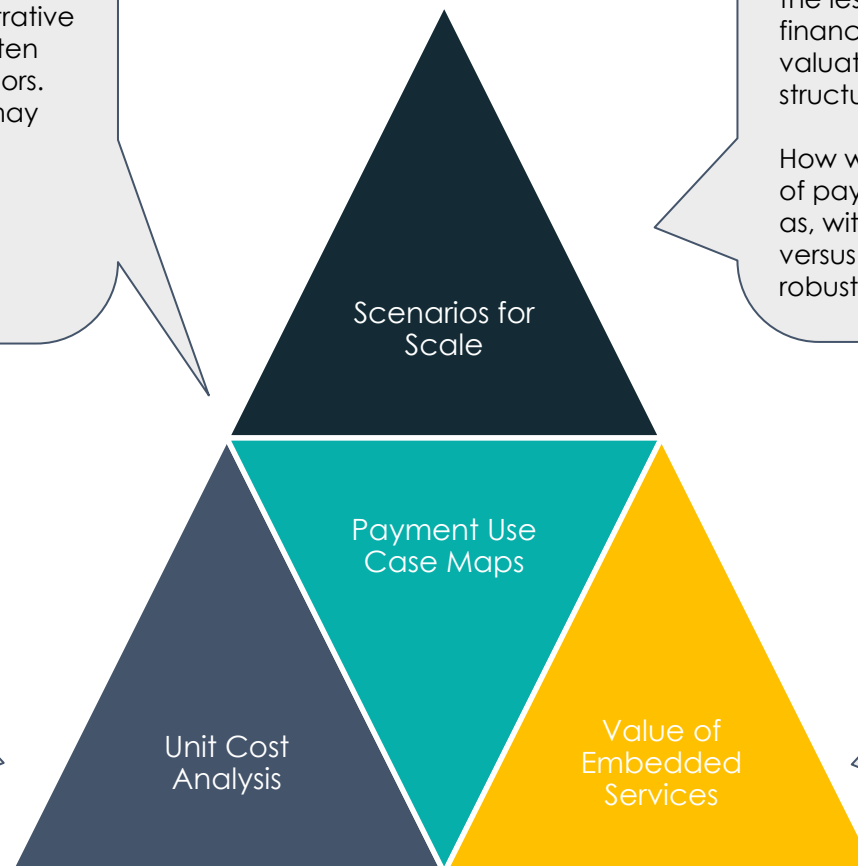 rrative
ten
ors.
may
the les
financ
valuat
structu
How w
of pay
as, wit
versus
robust
Scenarios for
Scale
Payment Use
Case Maps
Unit Cost
Analysis
Value of
Embedded
Services